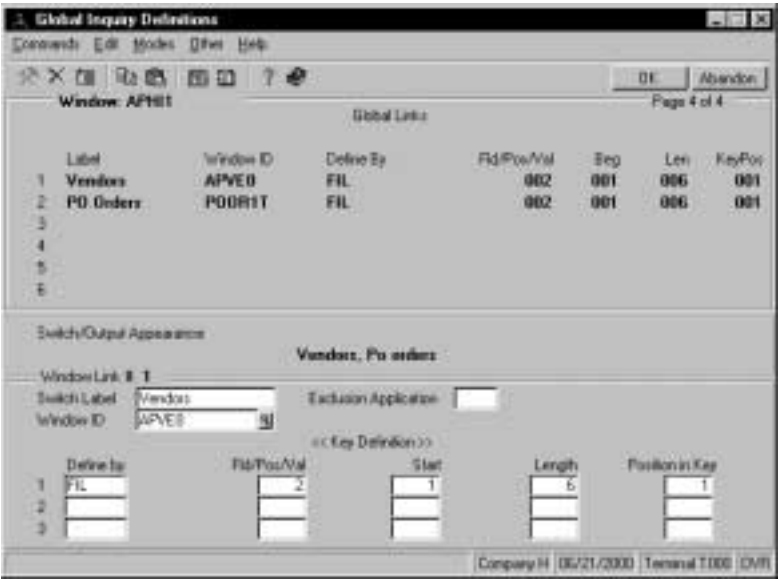 Global Inquiry Definitions
Commands Edit Modes Other Help
OK Abandon
Window: APHI01 Page 4 of 4
Global Links
Label Window ID Define By Fld/Pos/Val Beg Len KeyPos
1 Vendors APVE0 FIL 002 001 006 001
2 PO Orders POOR1T FIL 002 001 006 001
3
4
5
6
Switch/Output Appearance
Vendors, Po orders
Window Link # 1
Switch Label Vendors Exclusion Application
Window ID APVE0
<< Key Definition >>
Define by Fld/Pos/Val Start Length Position in Key
1 FIL 2 1 6 1
2
3
Company H 06/21/2000 Terminal T000 OVR